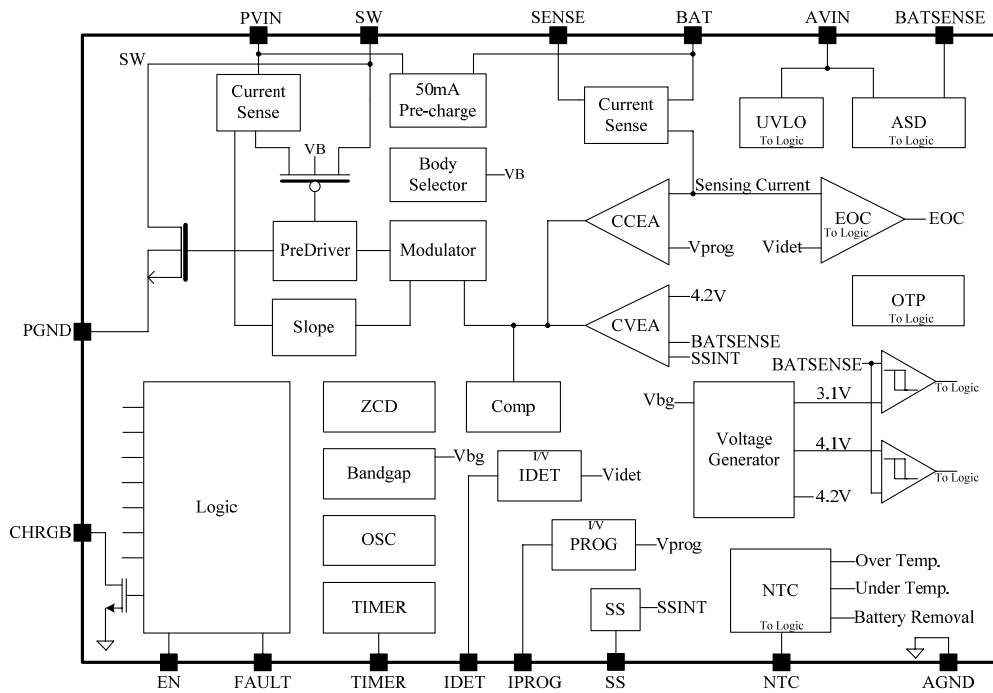 PVIN
SW
SENSE
BAT
AVIN
BATSENSE
SW
Current
Sense
50mA
Pre-charge
Current
Sense
UVLO
To Logic
ASD
To Logic
VB
Body
Selector
VB
Sensing Current
CCEA
EOC
To Logic
EOC
PreDriver
Modulator
Vprog
Videt
4.2V
OTP
To Logic
PGND
Slope
CVEA
BATSENSE
SSINT
BATSENSE
ZCD
Comp
Vbg
3.1V
To Logic
Voltage
Generator
4.1V
Bandgap
Vbg
I/V
IDET
Videt
To Logic
4.2V
Logic
CHRGB
OSC
I/V
PROG
Vprog
NTC
To Logic
Over Temp.
Under Temp.
Battery Removal
TIMER
SS
SSINT
EN
FAULT
TIMER
IDET
IPROG
SS
NTC
AGND